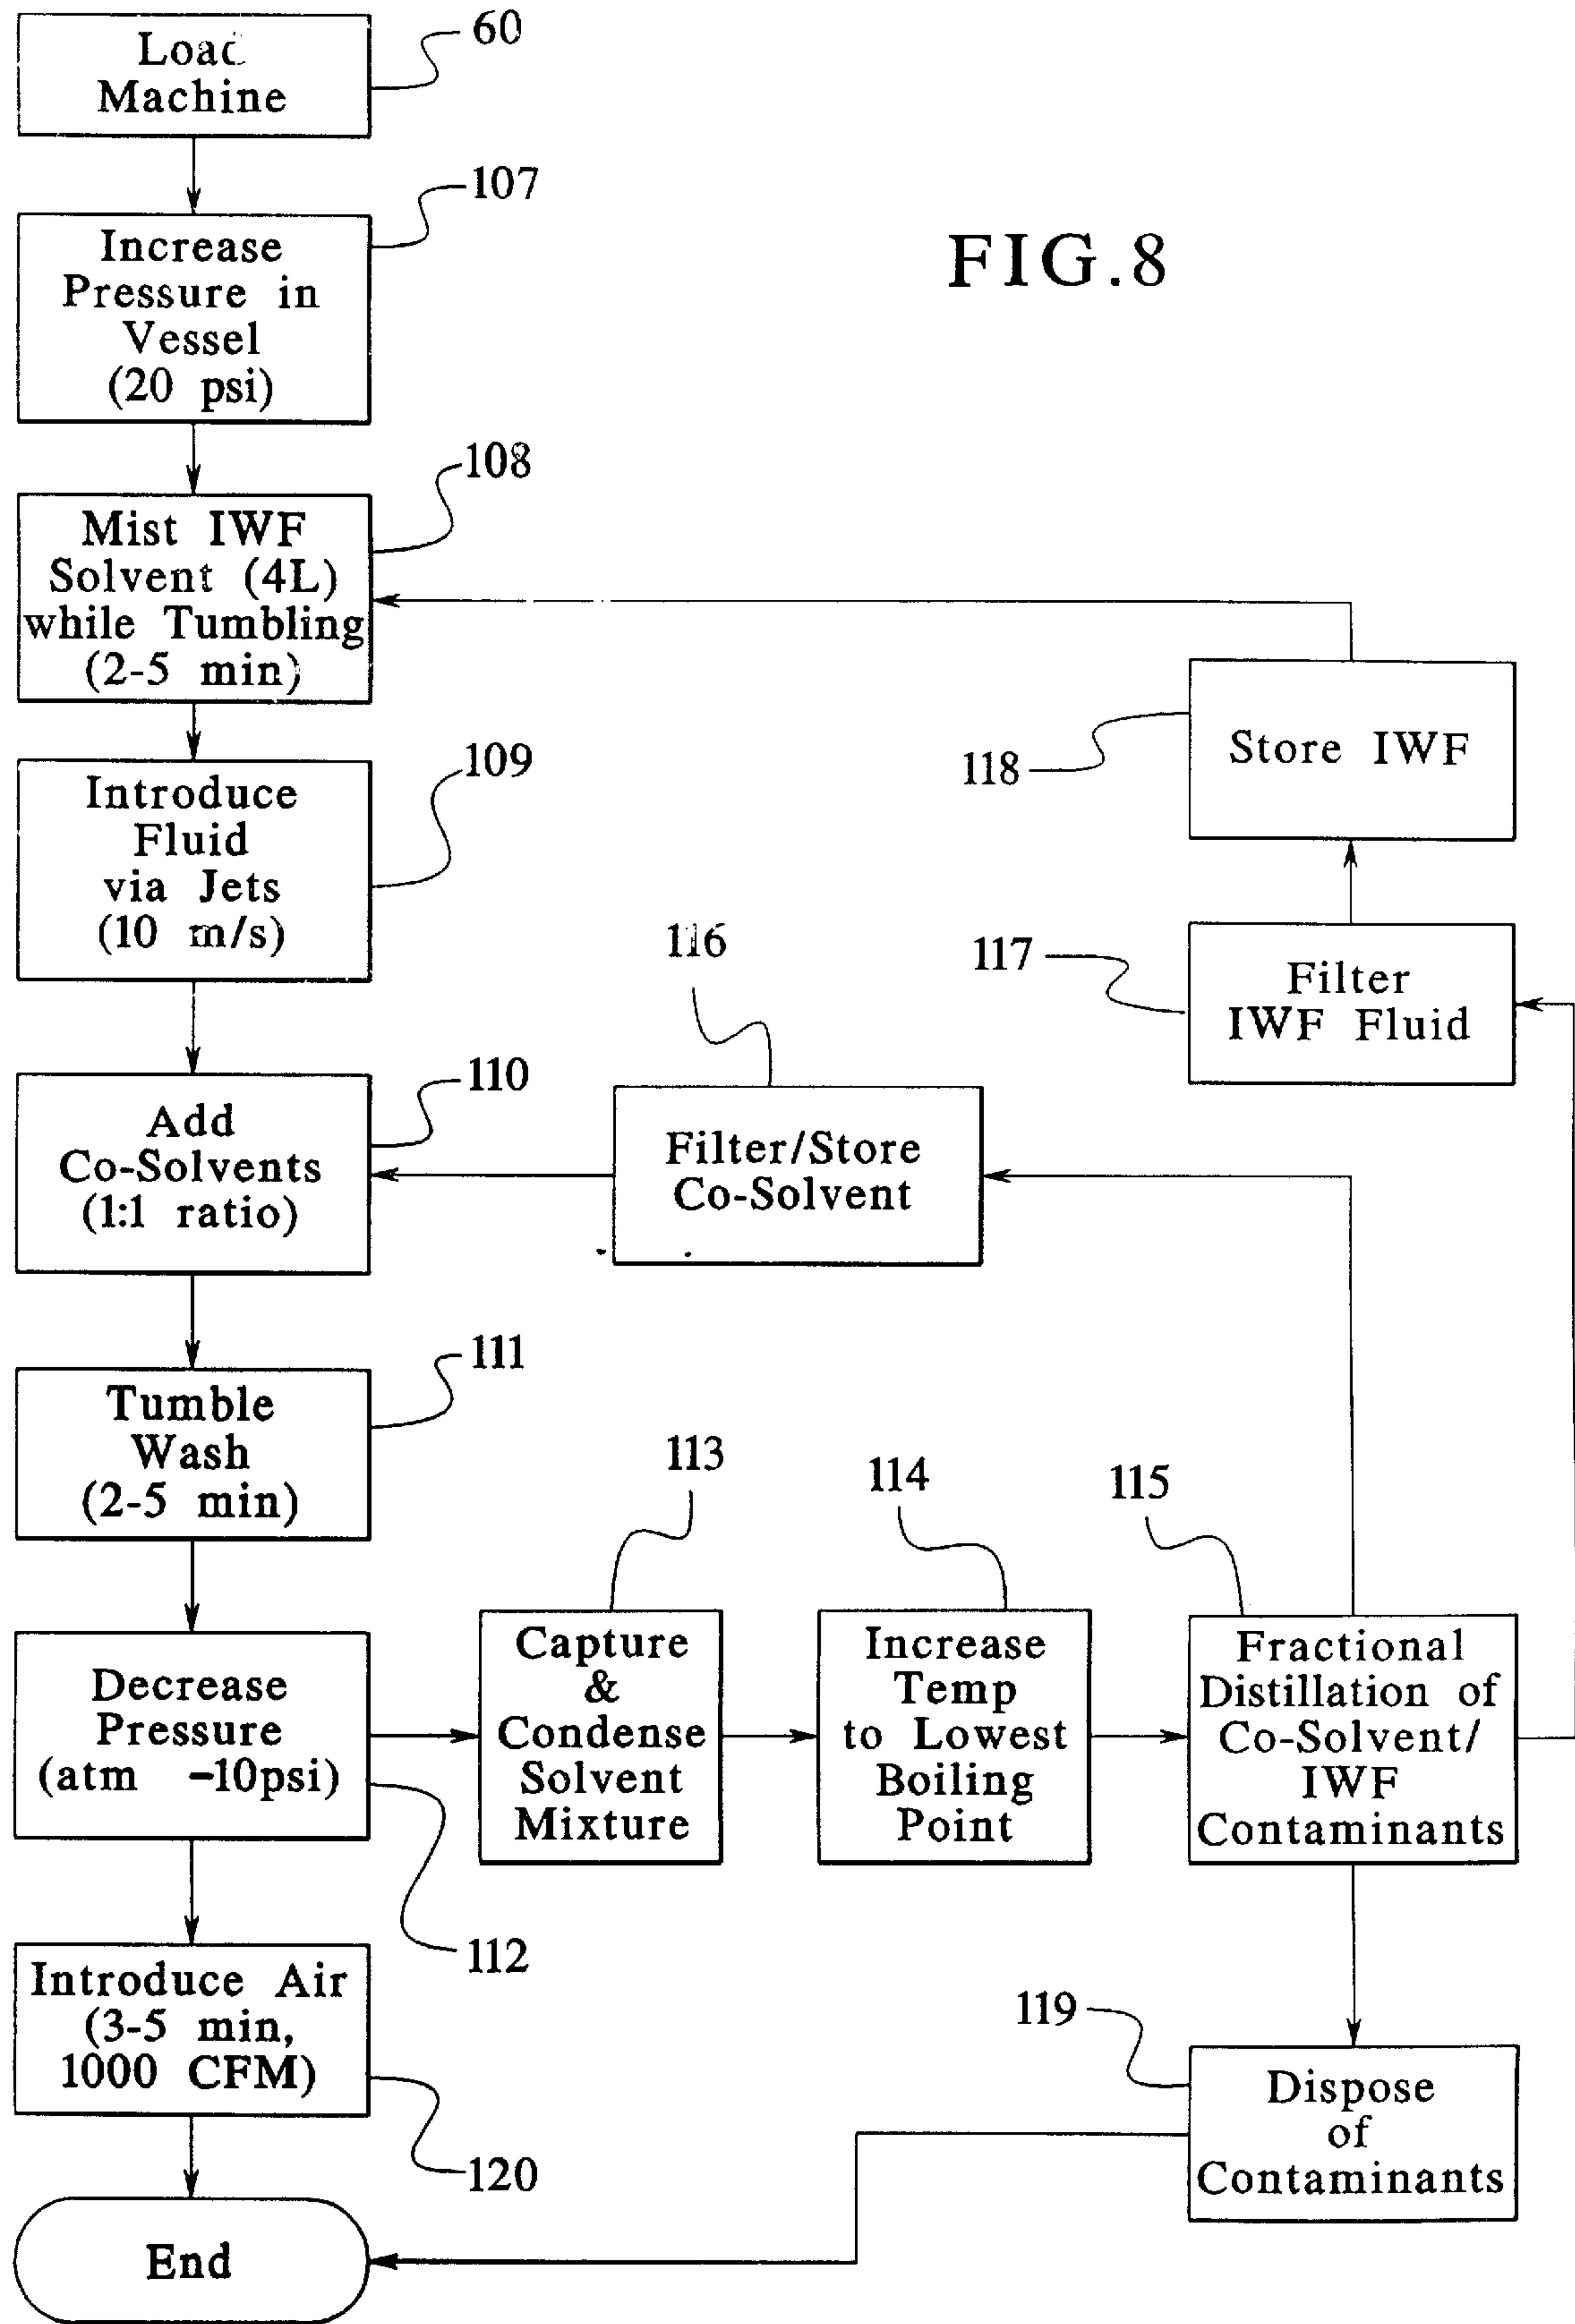 Load
Machine
60
107
Increase
Pressure in
Vessel
(20 psi)
FIG.8
108
Mist IWF
Solvent (4L)
while Tumbling
(2-5 min)
109
Introduce
Fluid
via Jets
(10 m/s)
118
Store IWF
116
117
Filter
IWF Fluid
110
Add
Co-Solvents
(1:1 ratio)
Filter/Store
Co-Solvent
111
Tumble
Wash
(2-5 min)
113
114
115
Decrease
Pressure
(atm -10psi)
Capture
&
Condense
Solvent
Mixture
Increase
Temp
to Lowest
Boiling
Point
Fractional
Distillation of
Co-Solvent/
IWF
Contaminants
112
Introduce Air
(3-5 min,
1000 CFM)
119
Dispose
of
Contaminants
120
End